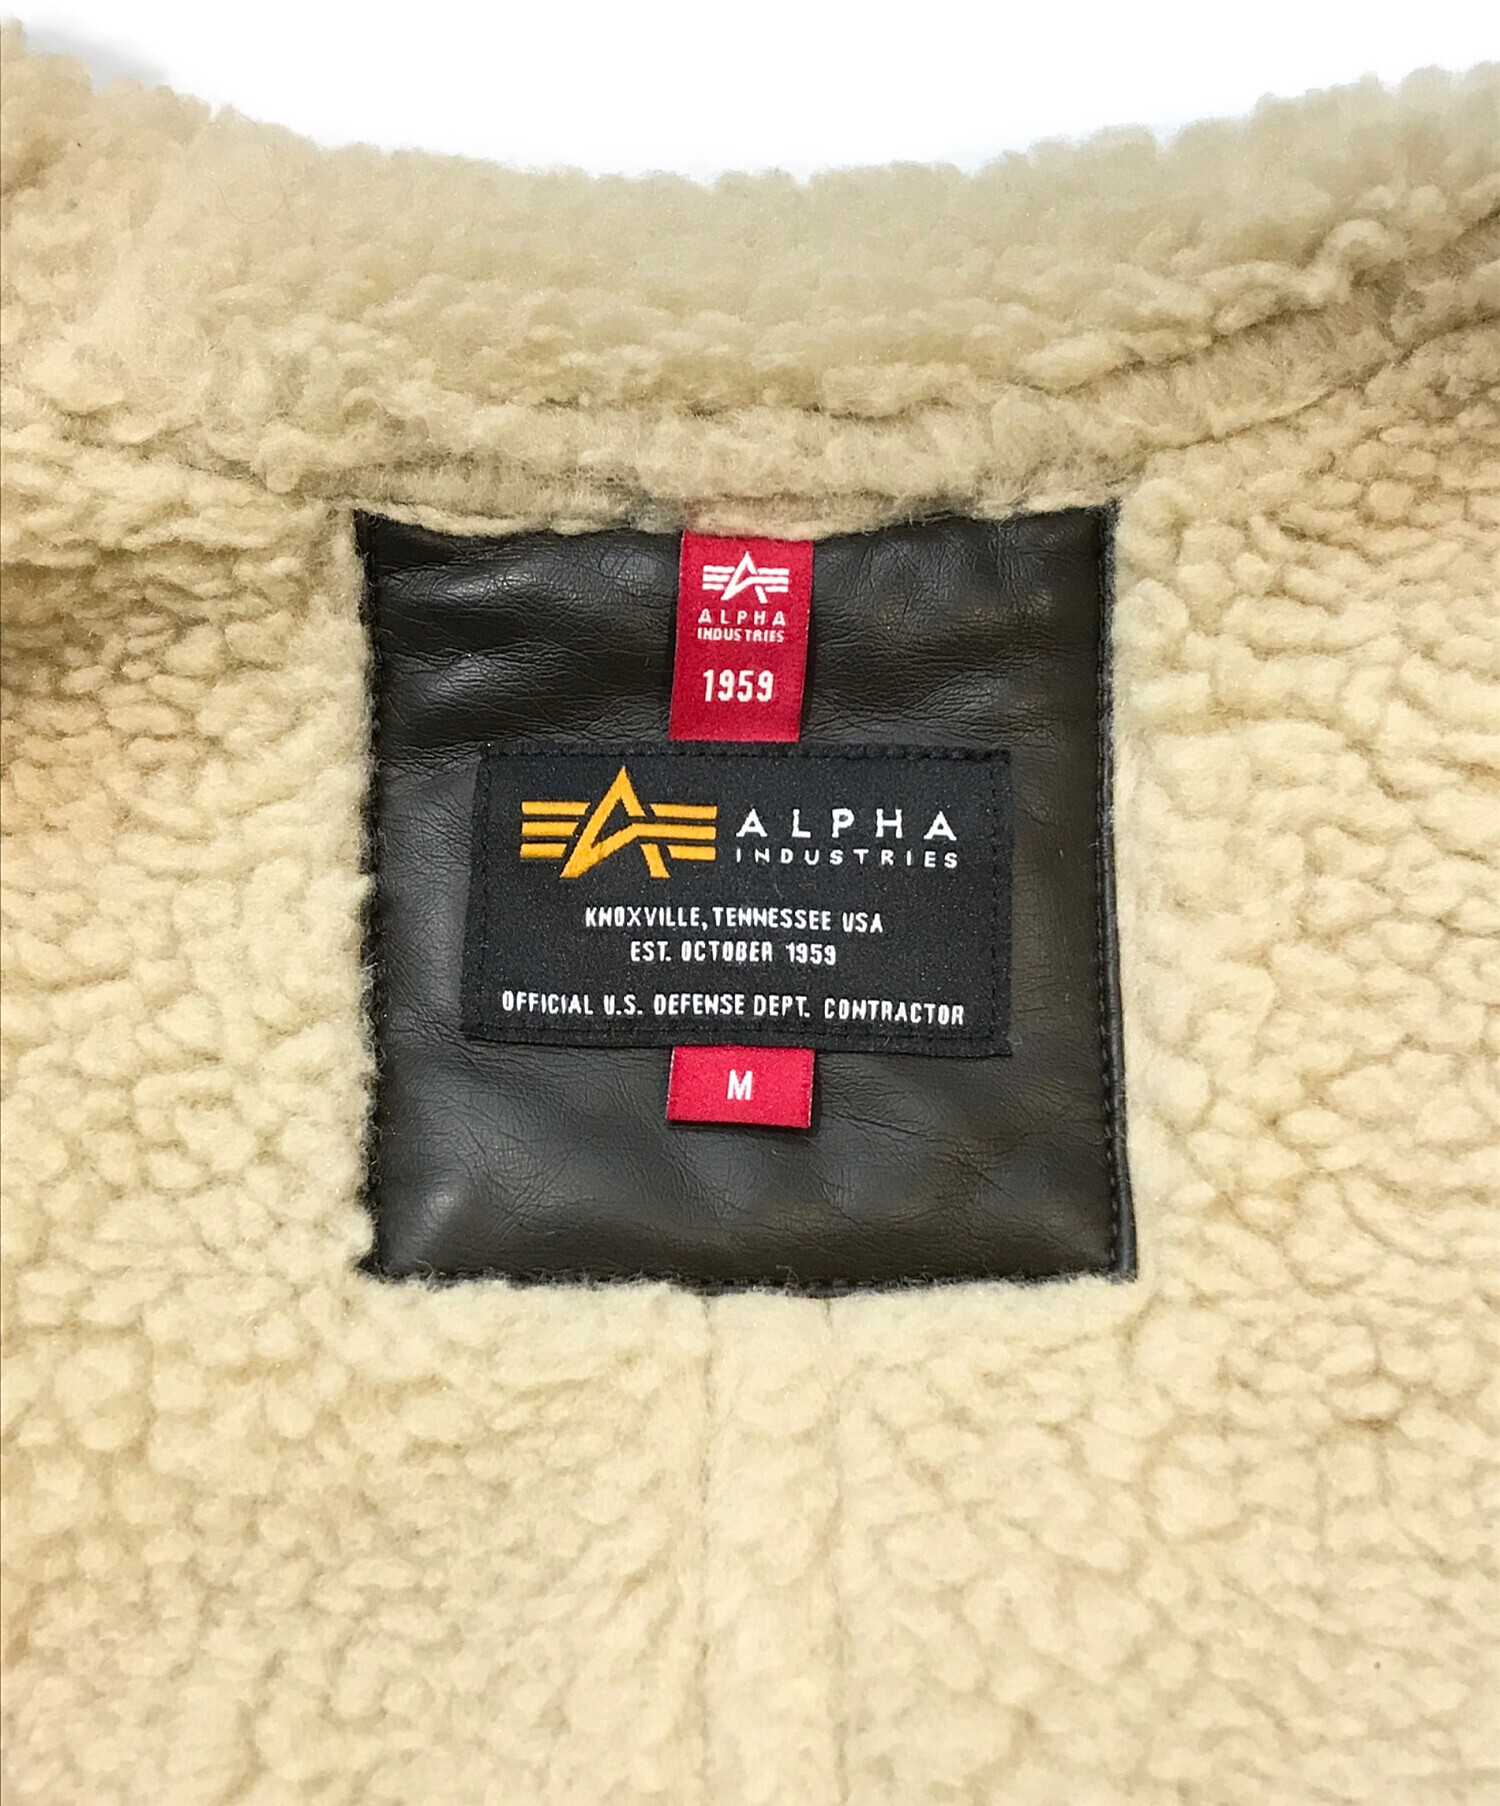 ALPHA
INDUSTRIES
1959
ALPHA
INDUSTRIES
KNOXVILLE, TENNESSEE USA
EST. OCTOBER 1959
OFFICIAL U.S. DEFENSE DEPT. CONTRACTOR
M